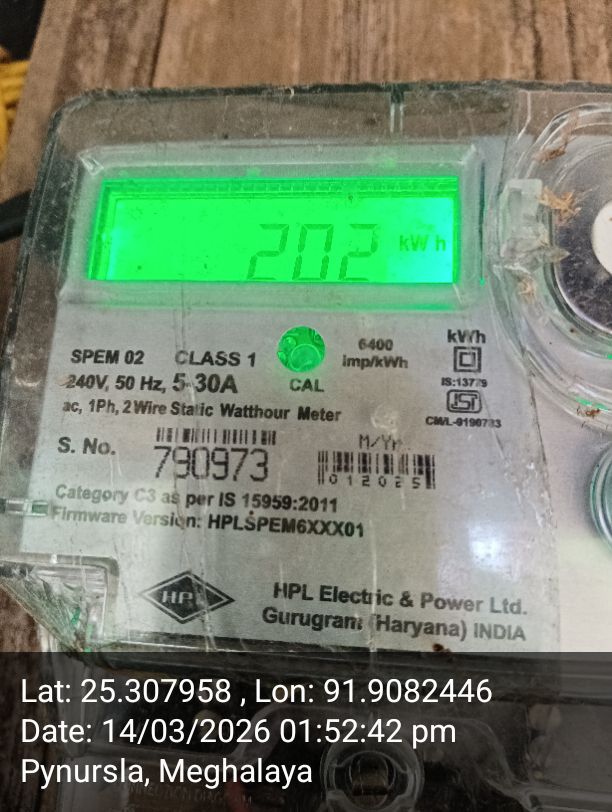 202 kWh
SPEM 02 CLASS 1 6400 imp/kWh kWh
240V, 50 Hz, 5-30A CAL IS:13779
ac, 1Ph, 2Wire Static Watthour Meter
CM/L-9190783
S. No. 790973
M/Yr
012025
Category C3 as per IS 15959:2011
Firmware Version: HPLSPEM6XXX01
HPL
HPL Electric & Power Ltd.
Gurugram (Haryana) INDIA
Lat: 25.307958 , Lon: 91.9082446
Date: 14/03/2026 01:52:42 pm
Pynursla, Meghalaya